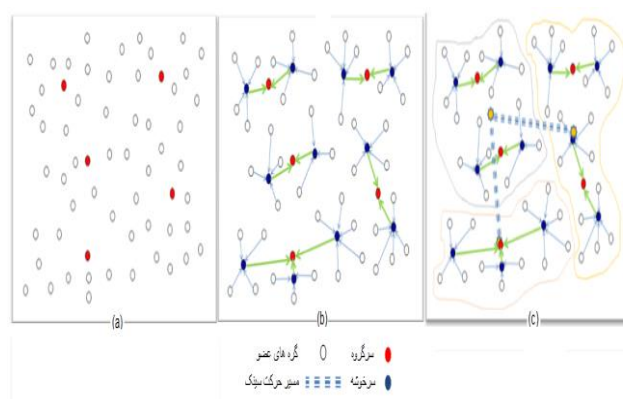 (a)
(b)
(c)
سرگروه
گره های عضو
سرخوشه
مسیر حرکت سینک